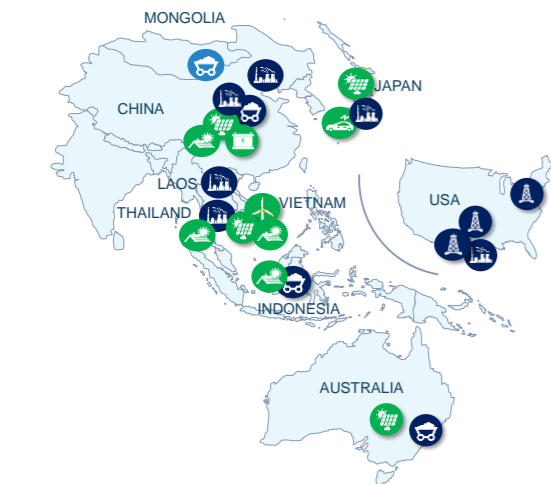 MONGOLIA
JAPAN
CHINA
LAOS
THAILAND
VIETNAM
USA
INDONESIA
AUSTRALIA